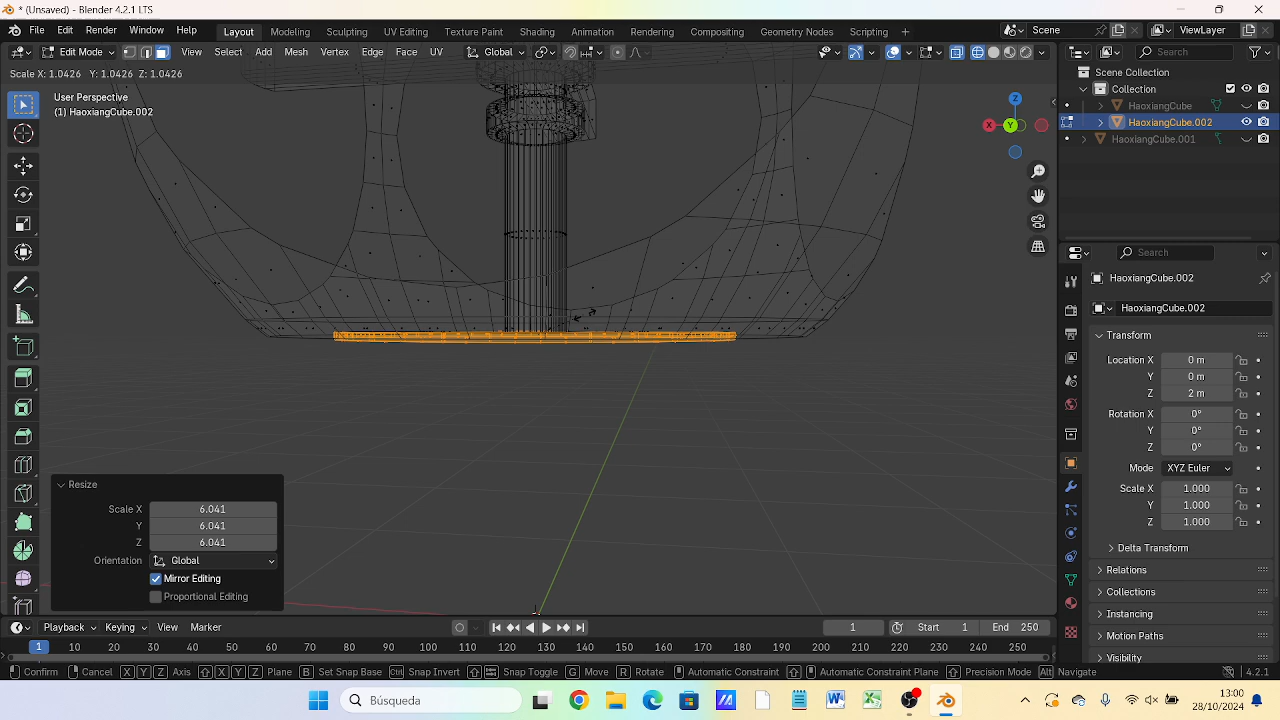 * (Unsaved) - Blender 4.2.1 LTS
File Edit Render Window Help Layout Modeling Sculpting UV Editing Texture Paint Shading Animation Rendering Compositing Geometry Nodes Scripting + Scene ViewLayer
Edit Mode View Select Add Mesh Vertex Edge Face UV Global Search
Scale X: 1.0426 Y: 1.0426 Z: 1.0426
Scene Collection
Collection
User Perspective
(1) HaoxiangCube.002
HaoxiangCube
HaoxiangCube.002
HaoxiangCube.001
Z
X
Y
Search
HaoxiangCube.002
HaoxiangCube.002
Transform
Location X 0 m
Y 0 m
Z 2 m
Rotation X 0°
Y 0°
Z 0°
Mode XYZ Euler
Scale X 1.000
Y 1.000
Z 1.000
Delta Transform
Relations
Collections
Instancing
Motion Paths
Visibility
Resize
Scale X 6.041
Y 6.041
Z 6.041
Orientation Global
Mirror Editing
Proportional Editing
Playback Keying View Marker 1 Start 1 End 250
1 10 20 30 40 50 60 70 80 90 100 110 120 130 140 150 160 170 180 190 200 210 220 230 240 250
Confirm Cancel X Y Z Axis X Y Z Plane B Set Snap Base Ctrl Snap Invert Snap Toggle G Move R Rotate Automatic Constraint Automatic Constraint Plane Precision Mode Alt Navigate 4.2.1
Búsqueda
13:00
28/10/2024